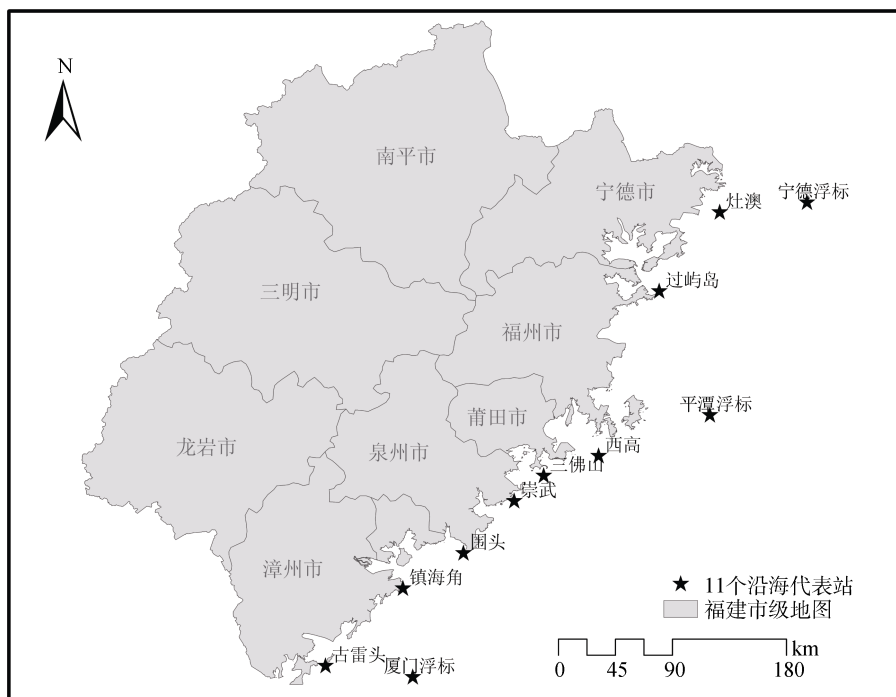 N
南平市
宁德市
宁德浮标
灶澳
过屿岛
三明市
福州市
平潭浮标
莆田市
龙岩市
泉州市
西高
三佛山
崇武
围头
漳州市
镇海角
11个沿海代表站
福建市级地图
古雷头
厦门浮标
km
0 45 90 180